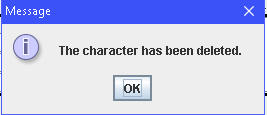 Message
The character has been deleted.
OK